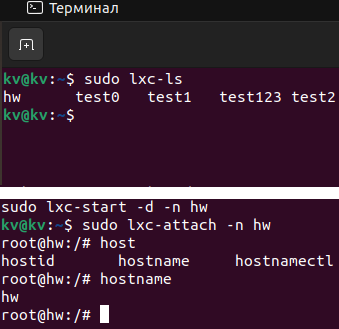 Терминал
kv@kv:~$ sudo lxc-ls
hw      test0   test1   test123 test2
kv@kv:~$
sudo lxc-start -d -n hw
kv@kv:~$ sudo lxc-attach -n hw
root@hw:/# host
hostid       hostname     hostnamectl
root@hw:/# hostname
hw
root@hw:/#